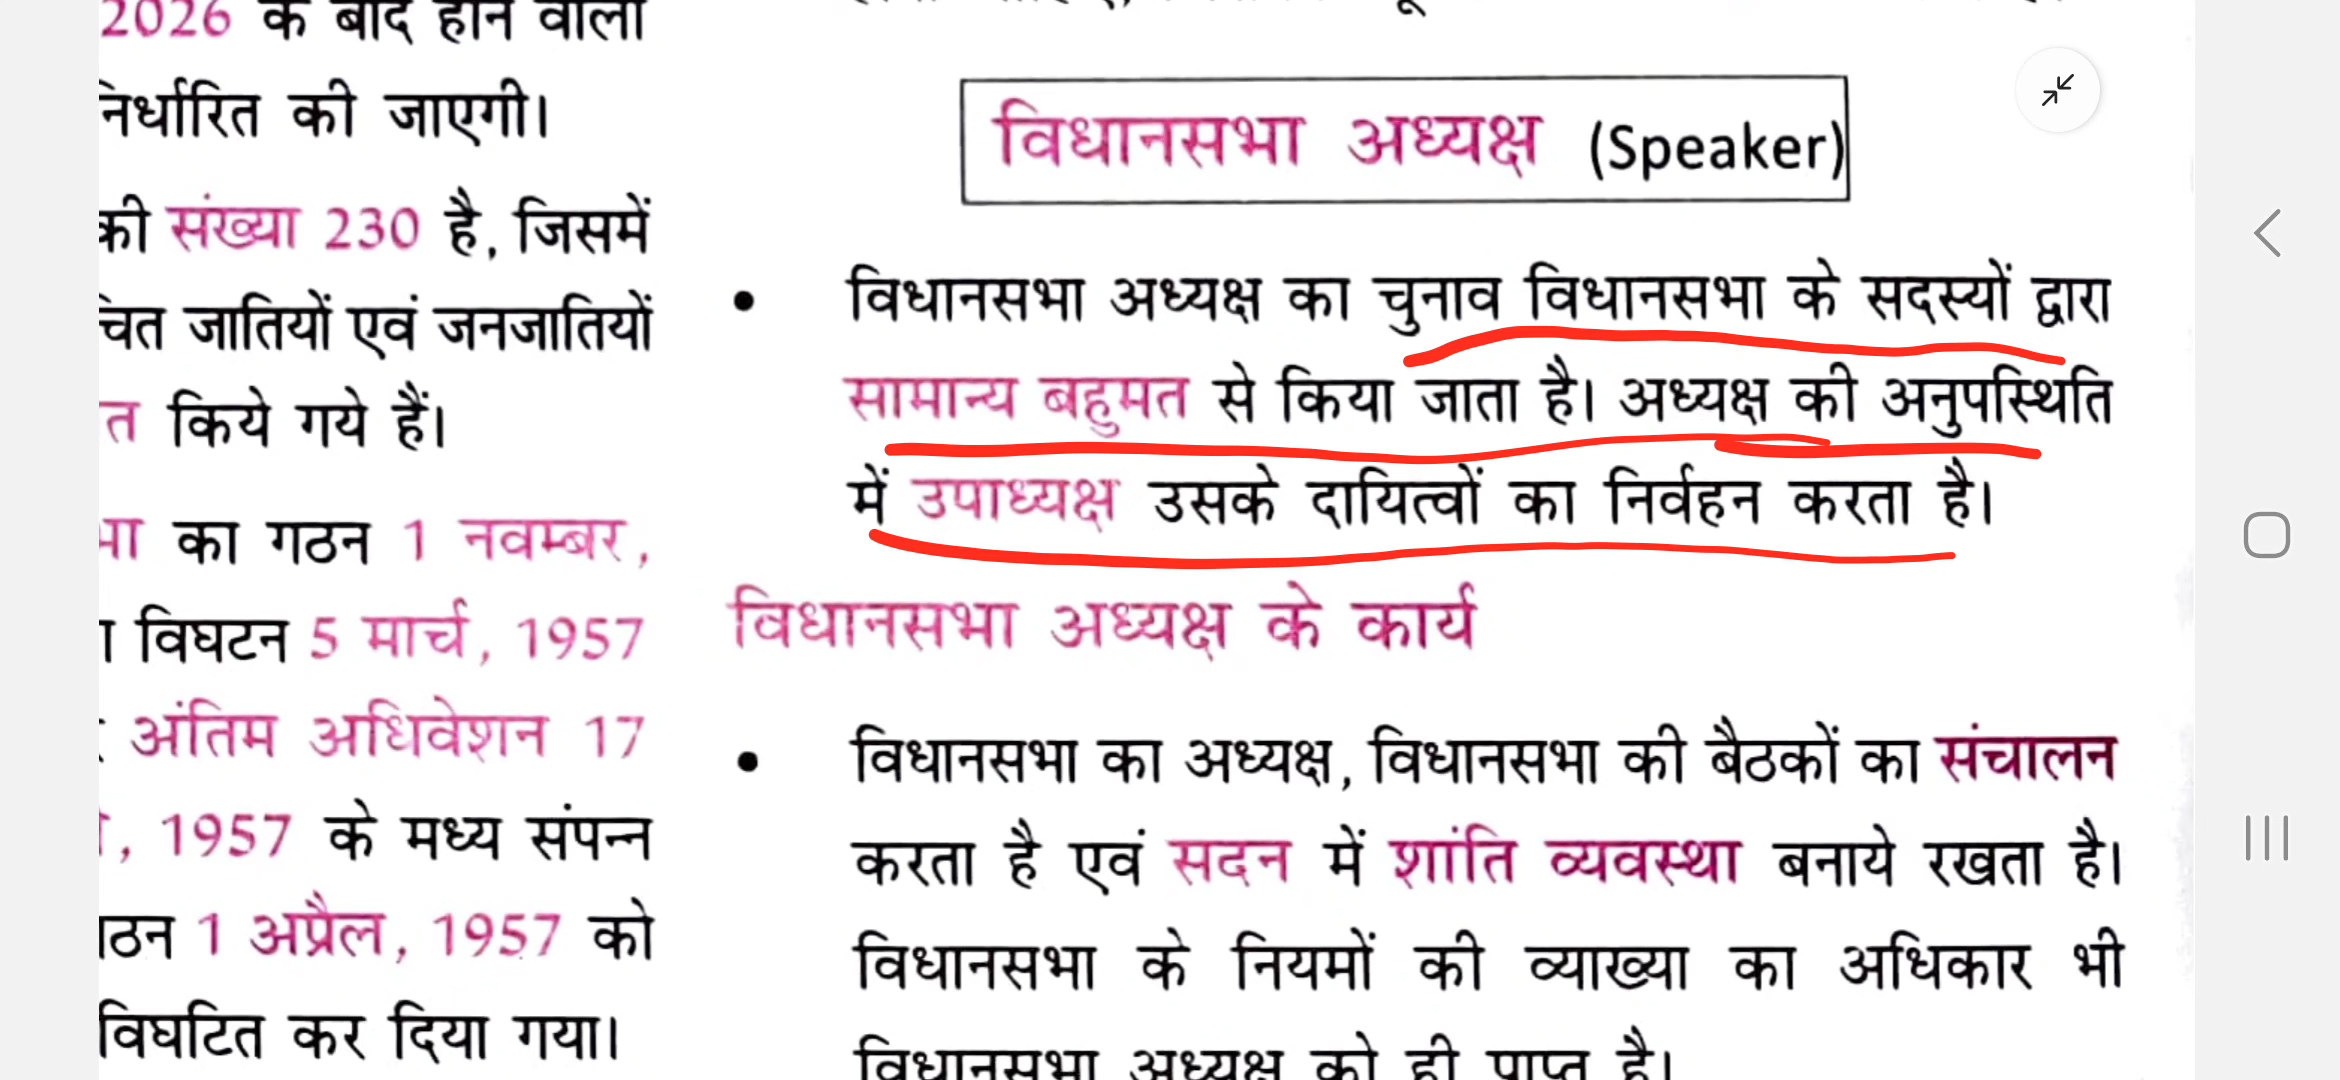 2026 के बाद होने वाली
निर्धारित की जाएगी।
की संख्या 230 है, जिसमें
जातियों एवं जनजातियों
त किये गये हैं।
का गठन 1 नवम्बर,
विघटन 5 मार्च, 1957
अंतिम अधिवेशन 17
, 1957 के मध्य संपन्न
1 अप्रैल, 1957 को
विघटित कर दिया गया।
विधानसभा अध्यक्ष (Speaker)
• विधानसभा अध्यक्ष का चुनाव विधानसभा के सदस्यों द्वारा
सामान्य बहुमत से किया जाता है। अध्यक्ष की अनुपस्थिति
में उपाध्यक्ष उसके दायित्वों का निर्वहन करता है।
विधानसभा अध्यक्ष के कार्य
• विधानसभा का अध्यक्ष, विधानसभा की बैठकों का संचालन
करता है एवं सदन में शांति व्यवस्था बनाये रखता है।
विधानसभा के नियमों की व्याख्या का अधिकार भी
विधानसभा अध्यक्ष को ही प्राप्त है।